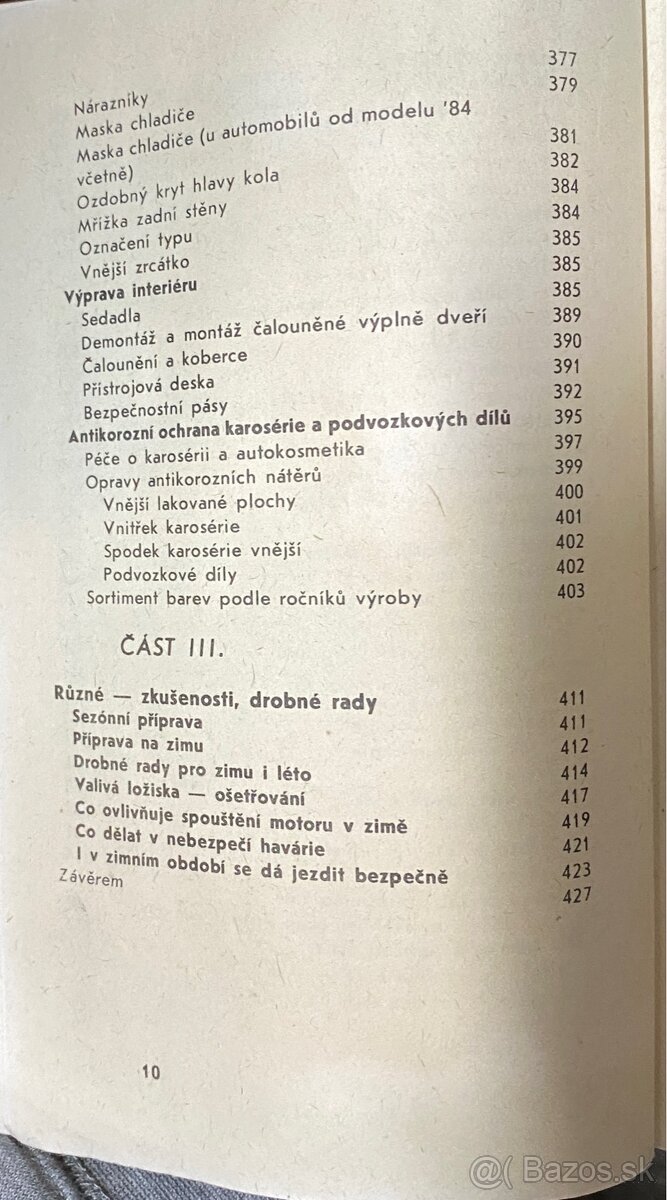 Nárazníky 377
Maska chladiče 379
Maska chladiče (u automobilů od modelu '84
včetně) 381
Ozdobný kryt hlavy kola 382
Mřížka zadní stěny 384
Označení typu 384
Vnější zrcátko 385
Výprava interiéru 385
Sedadla 385
Demontáž a montáž čalouněné výplně dveří 389
Čalounění a koberce 390
Přístrojová deska 391
Bezpečnostní pásy 392
Antikorozní ochrana karosérie a podvozkových dílů 395
Péče o karosérii a autokosmetika 397
Opravy antikorozních nátěrů 399
Vnější lakované plochy 400
Vnitřek karosérie 401
Spodek karosérie vnější 402
Podvozkové díly 402
Sortiment barev podle ročníků výroby 403
ČÁST III.
Různé — zkušenosti, drobné rady 411
Sezónní příprava 411
Příprava na zimu 412
Drobné rady pro zimu i léto 414
Valivá ložiska — ošetřování 417
Co ovlivňuje spouštění motoru v zimě 419
Co dělat v nebezpečí havárie 421
I v zimním období se dá jezdit bezpečně 423
Závěrem 427
10
@( Bazos.sk